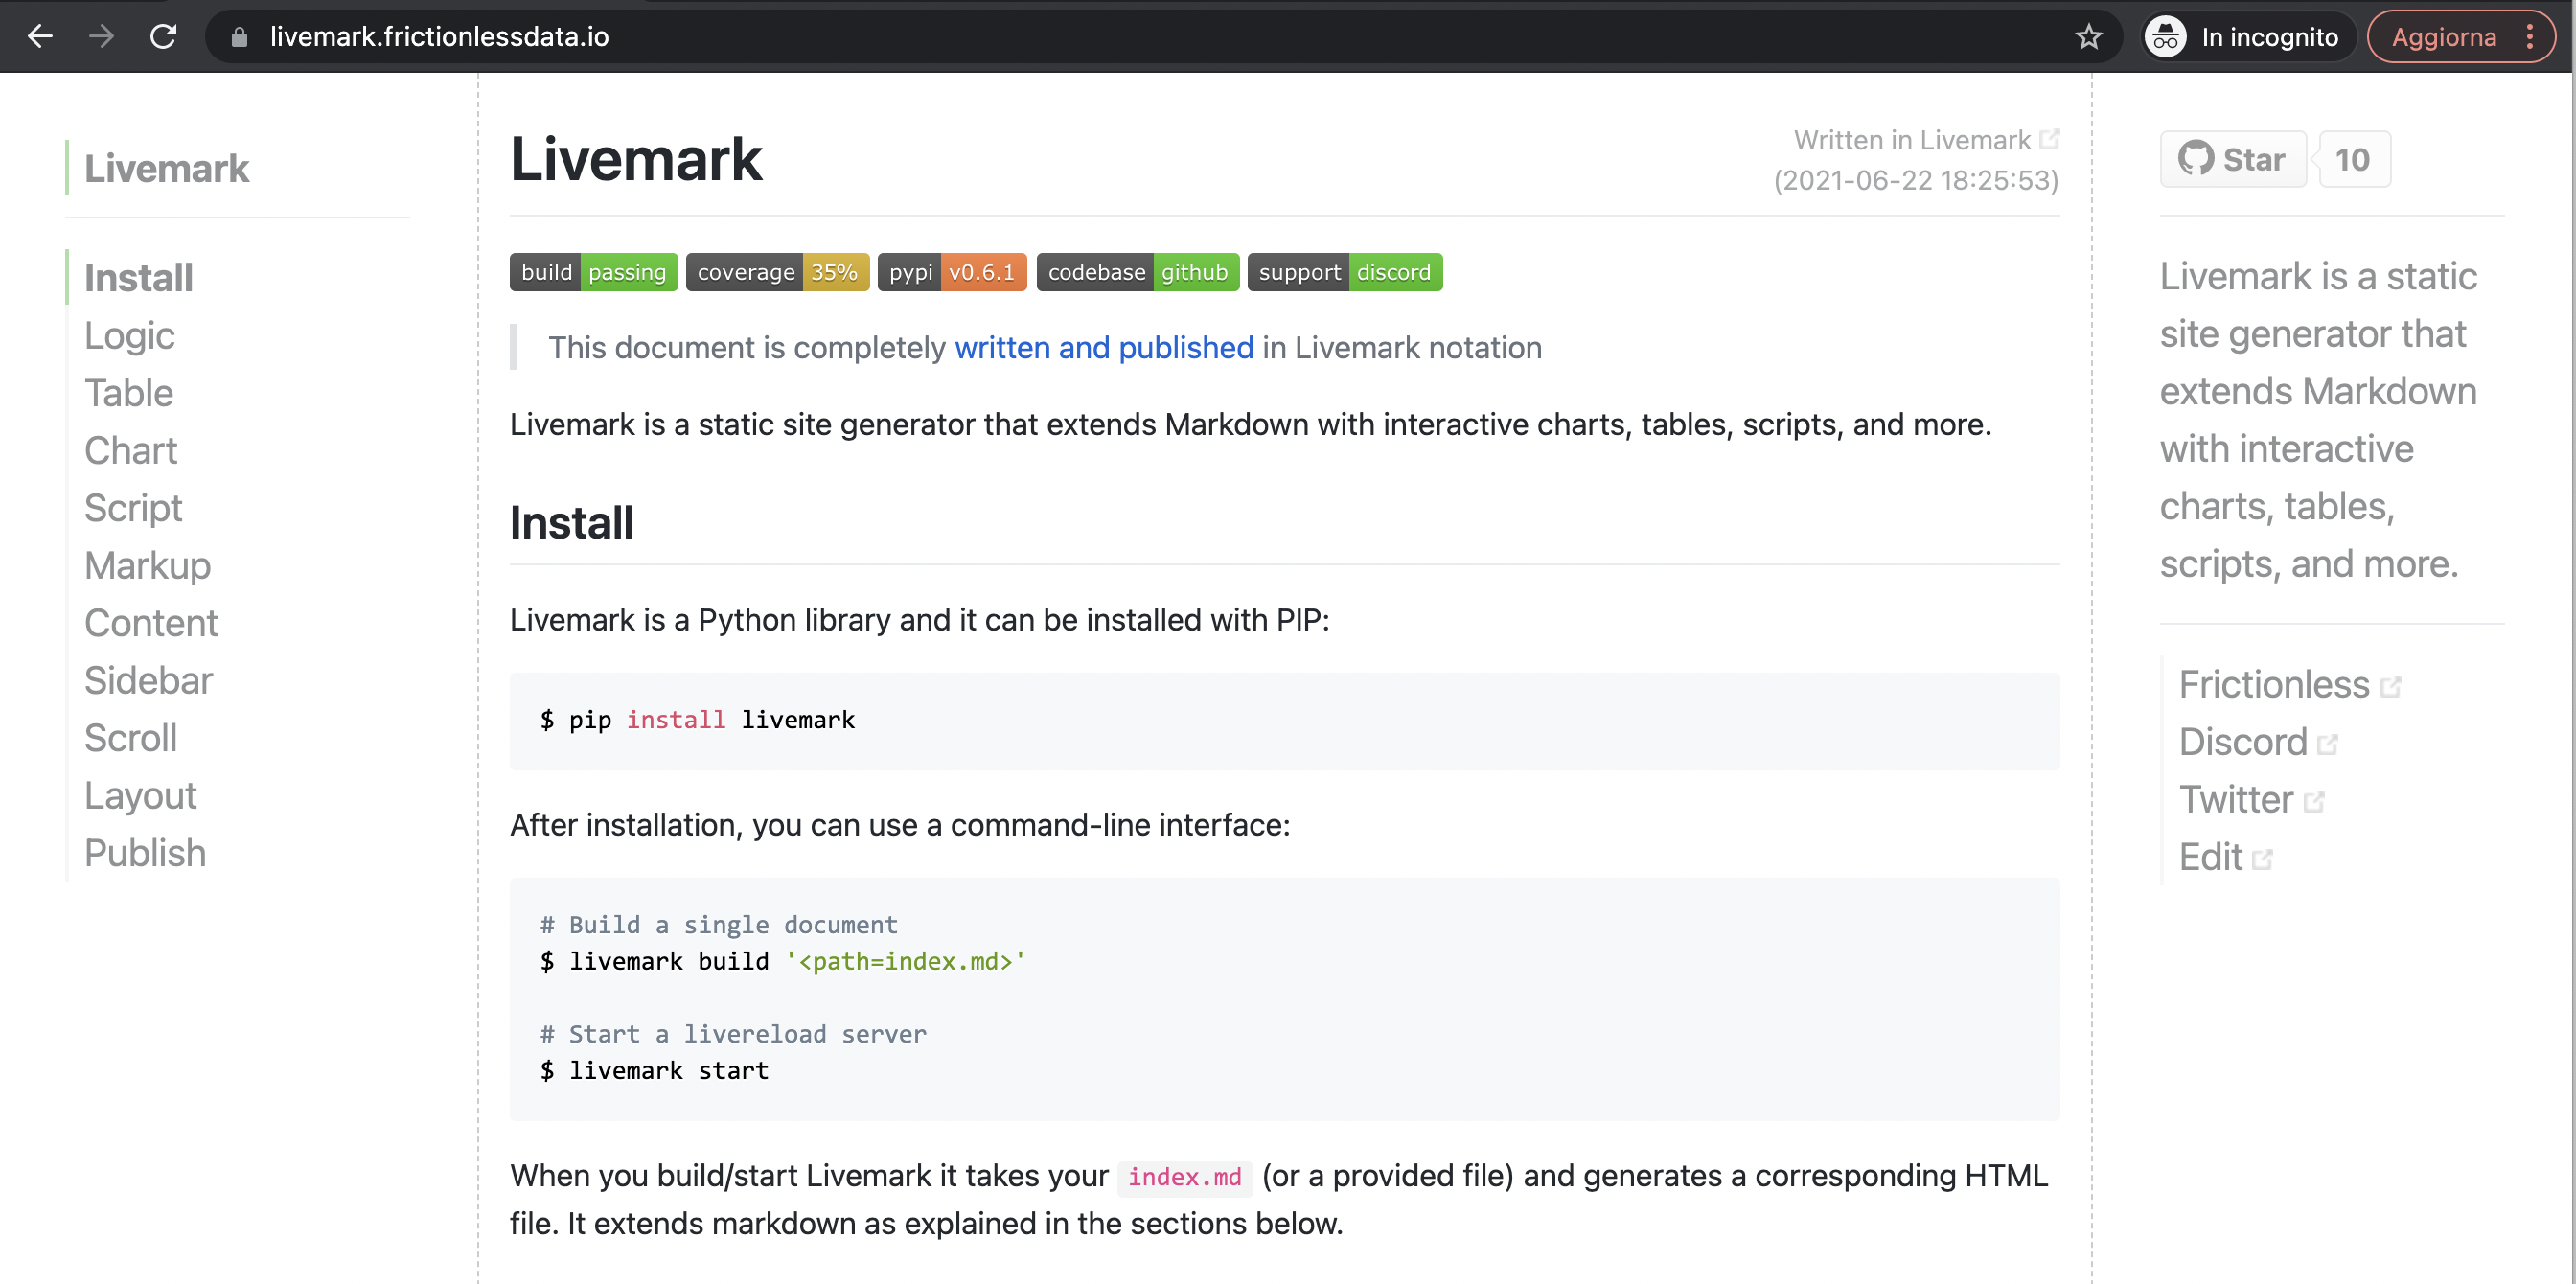 livemark.frictionlessdata.io
In incognito
Aggiorna
Livemark
Install
Logic
Table
Chart
Script
Markup
Content
Sidebar
Scroll
Layout
Publish
Livemark
Written in Livemark
(2021-06-22 18:25:53)
build passing coverage 35% pypi v0.6.1 codebase github support discord
This document is completely written and published in Livemark notation
Livemark is a static site generator that extends Markdown with interactive charts, tables, scripts, and more.
Install
Livemark is a Python library and it can be installed with PIP:
$ pip install livemark
After installation, you can use a command-line interface:
# Build a single document
$ livemark build '<path=index.md>'
# Start a livereload server
$ livemark start
When you build/start Livemark it takes your index.md (or a provided file) and generates a corresponding HTML
file. It extends markdown as explained in the sections below.
Star 10
Livemark is a static
site generator that
extends Markdown
with interactive
charts, tables,
scripts, and more.
Frictionless
Discord
Twitter
Edit